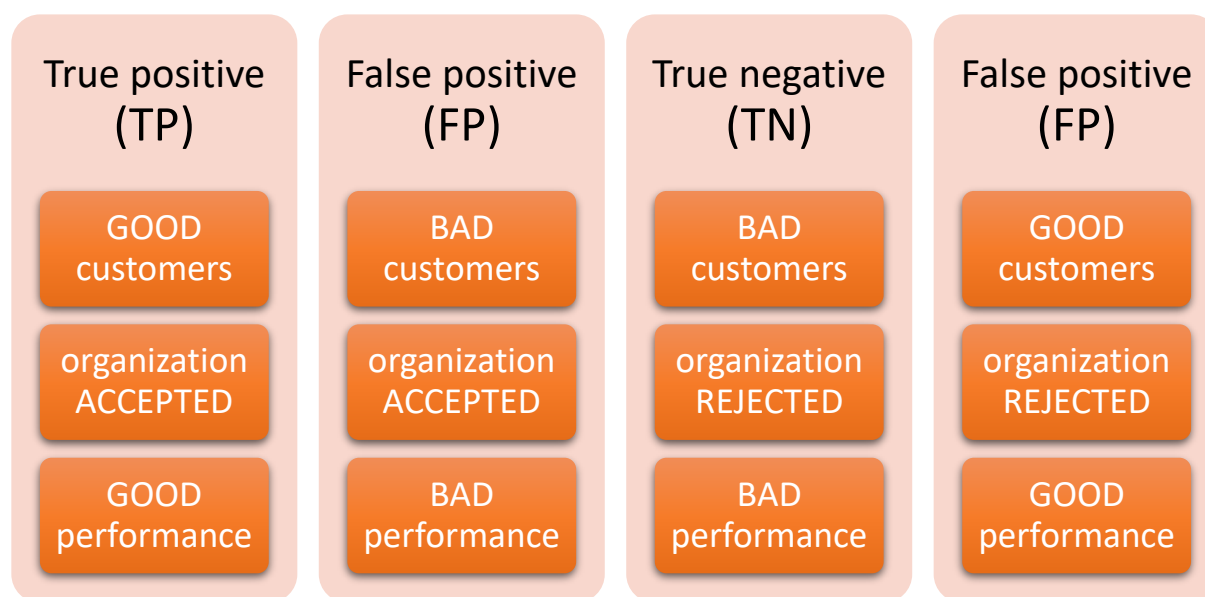 True positive
(TP)
GOOD
customers
organization
ACCEPTED
GOOD
performance
False positive
(FP)
BAD
customers
organization
ACCEPTED
BAD
performance
True negative
(TN)
BAD
customers
organization
REJECTED
BAD
performance
False positive
(FP)
GOOD
customers
organization
REJECTED
GOOD
performance